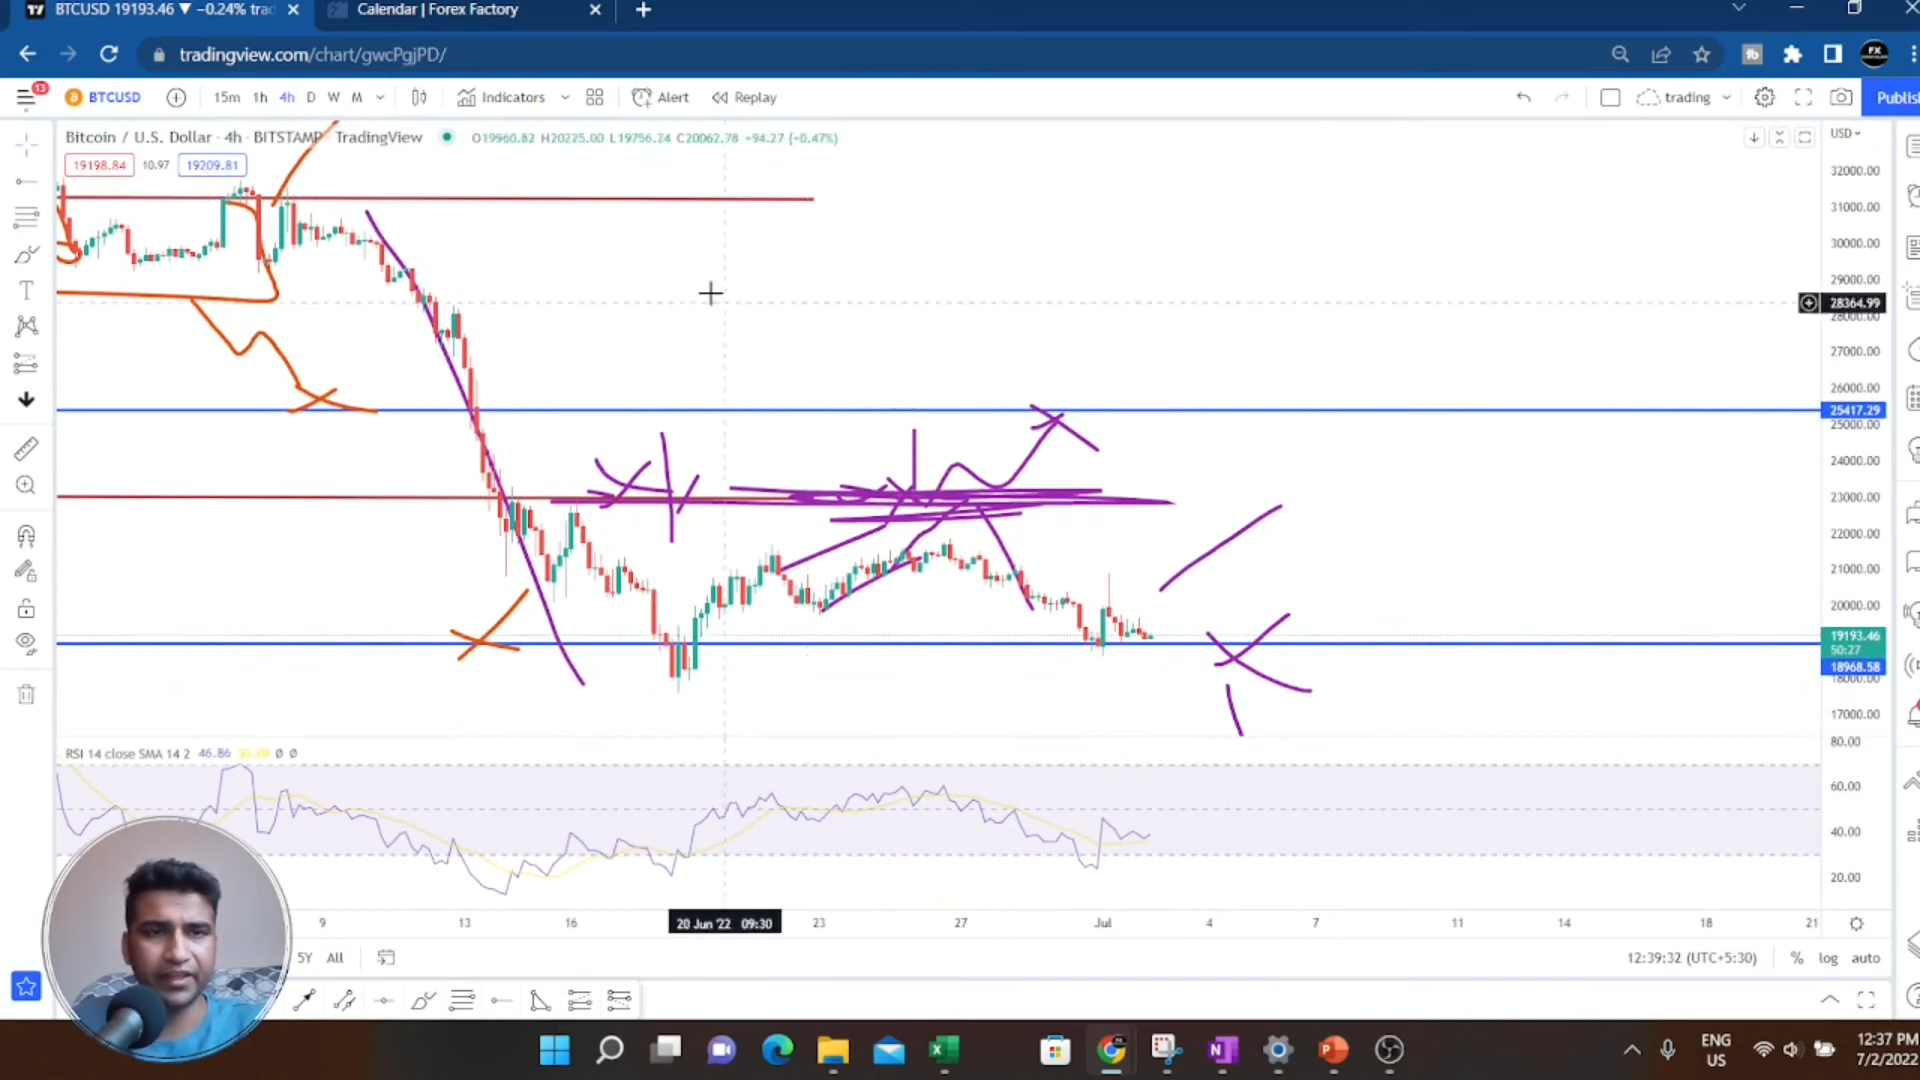 BTCUSD 19193.46 ▼ −0.24% trad
Calendar | Forex Factory
tradingview.com/chart/gwcPgjPD/
FX
13
BTCUSD
15m 1h 4h D W M
Indicators
Alert
Replay
trading
Publish
Bitcoin / U.S. Dollar · 4h · BITSTAMP · TradingView
O19960.82 H20225.00 L19756.24 C20062.78 +94.27 (+0.47%)
USD
19198.84 10.97 19209.81
32000.00
31000.00
30000.00
29000.00
28364.99
28000.00
27000.00
26000.00
25417.29
25000.00
24000.00
23000.00
22000.00
21000.00
20000.00
19193.46
50:27
18968.58
18000.00
17000.00
RSI 14 close SMA 14 2 46.86 Ø Ø
80.00
60.00
40.00
20.00
9 13 16 20 Jun '22 09:30 23 27 Jul 4 7 11 14 18 21
5Y All
12:39:32 (UTC+5:30) % log auto
ENG
US
12:37 PM
7/2/2022